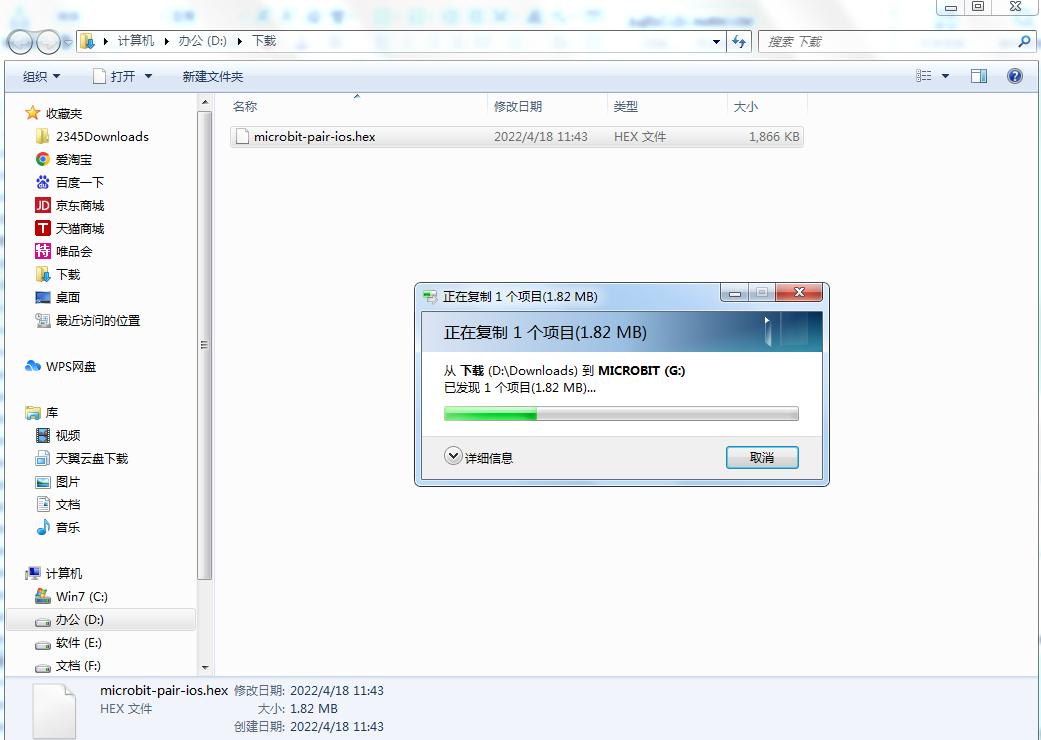 计算机 办公 (D:) 下载
搜索 下载
组织 打开 新建文件夹
名称 修改日期 类型 大小
microbit-pair-ios.hex 2022/4/18 11:43 HEX 文件 1,866 KB
收藏夹
2345Downloads
爱淘宝
百度一下
JD 京东商城
T 天猫商城
特 唯品会
下载
桌面
最近访问的位置
WPS网盘
库
视频
天翼云盘下载
图片
文档
音乐
计算机
Win7 (C:)
办公 (D:)
软件 (E:)
文档 (F:)
正在复制 1 个项目(1.82 MB)
正在复制 1 个项目(1.82 MB)
从 下载 (D:\Downloads) 到 MICROBIT (G:)
已发现 1 个项目(1.82 MB)...
详细信息
取消
microbit-pair-ios.hex 修改日期: 2022/4/18 11:43
HEX 文件 大小: 1.82 MB
创建日期: 2022/4/18 11:43